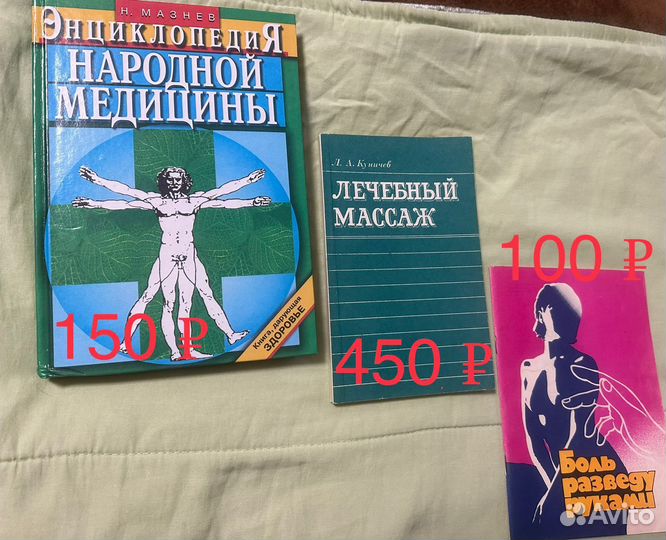 Н. МАЗНЕВ
ЭНЦИКЛОПЕДИЯ
НАРОДНОЙ
МЕДИЦИНЫ
Книга, дарующая
ЗДОРОВЬЕ
150 ₽
Л. А. Куничев
ЛЕЧЕБНЫЙ
МАССАЖ
450 ₽
100 ₽
Боль
разведу
руками
Avito